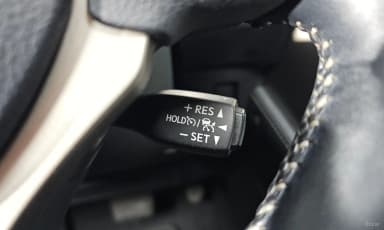 + RES
HOLD /
− SET